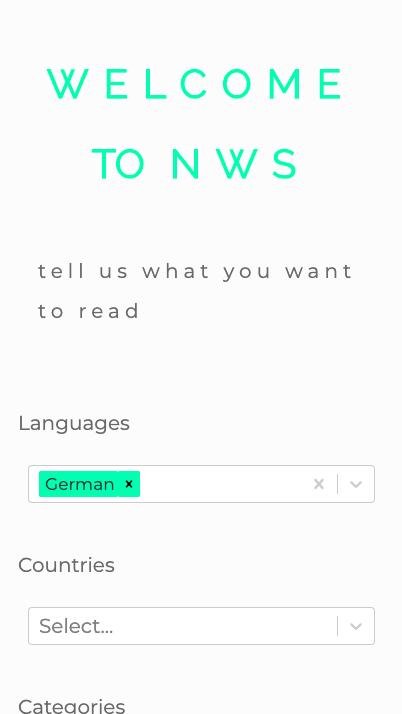 WELCOME
TO NWS
tell us what you want
to read
Languages
German
Countries
Select...
Categories